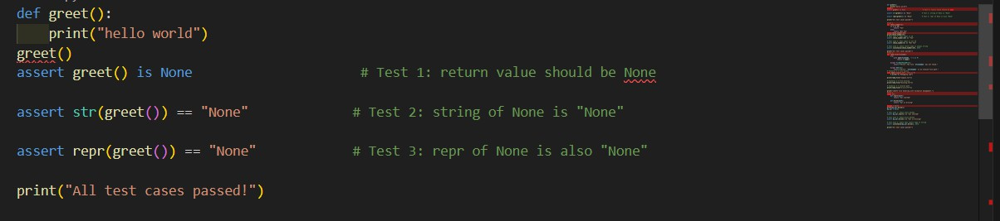 def greet():
    print("hello world")
greet()
assert greet() is None                     # Test 1: return value should be None
assert str(greet()) == "None"             # Test 2: string of None is "None"
assert repr(greet()) == "None"            # Test 3: repr of None is also "None"
print("All test cases passed!")